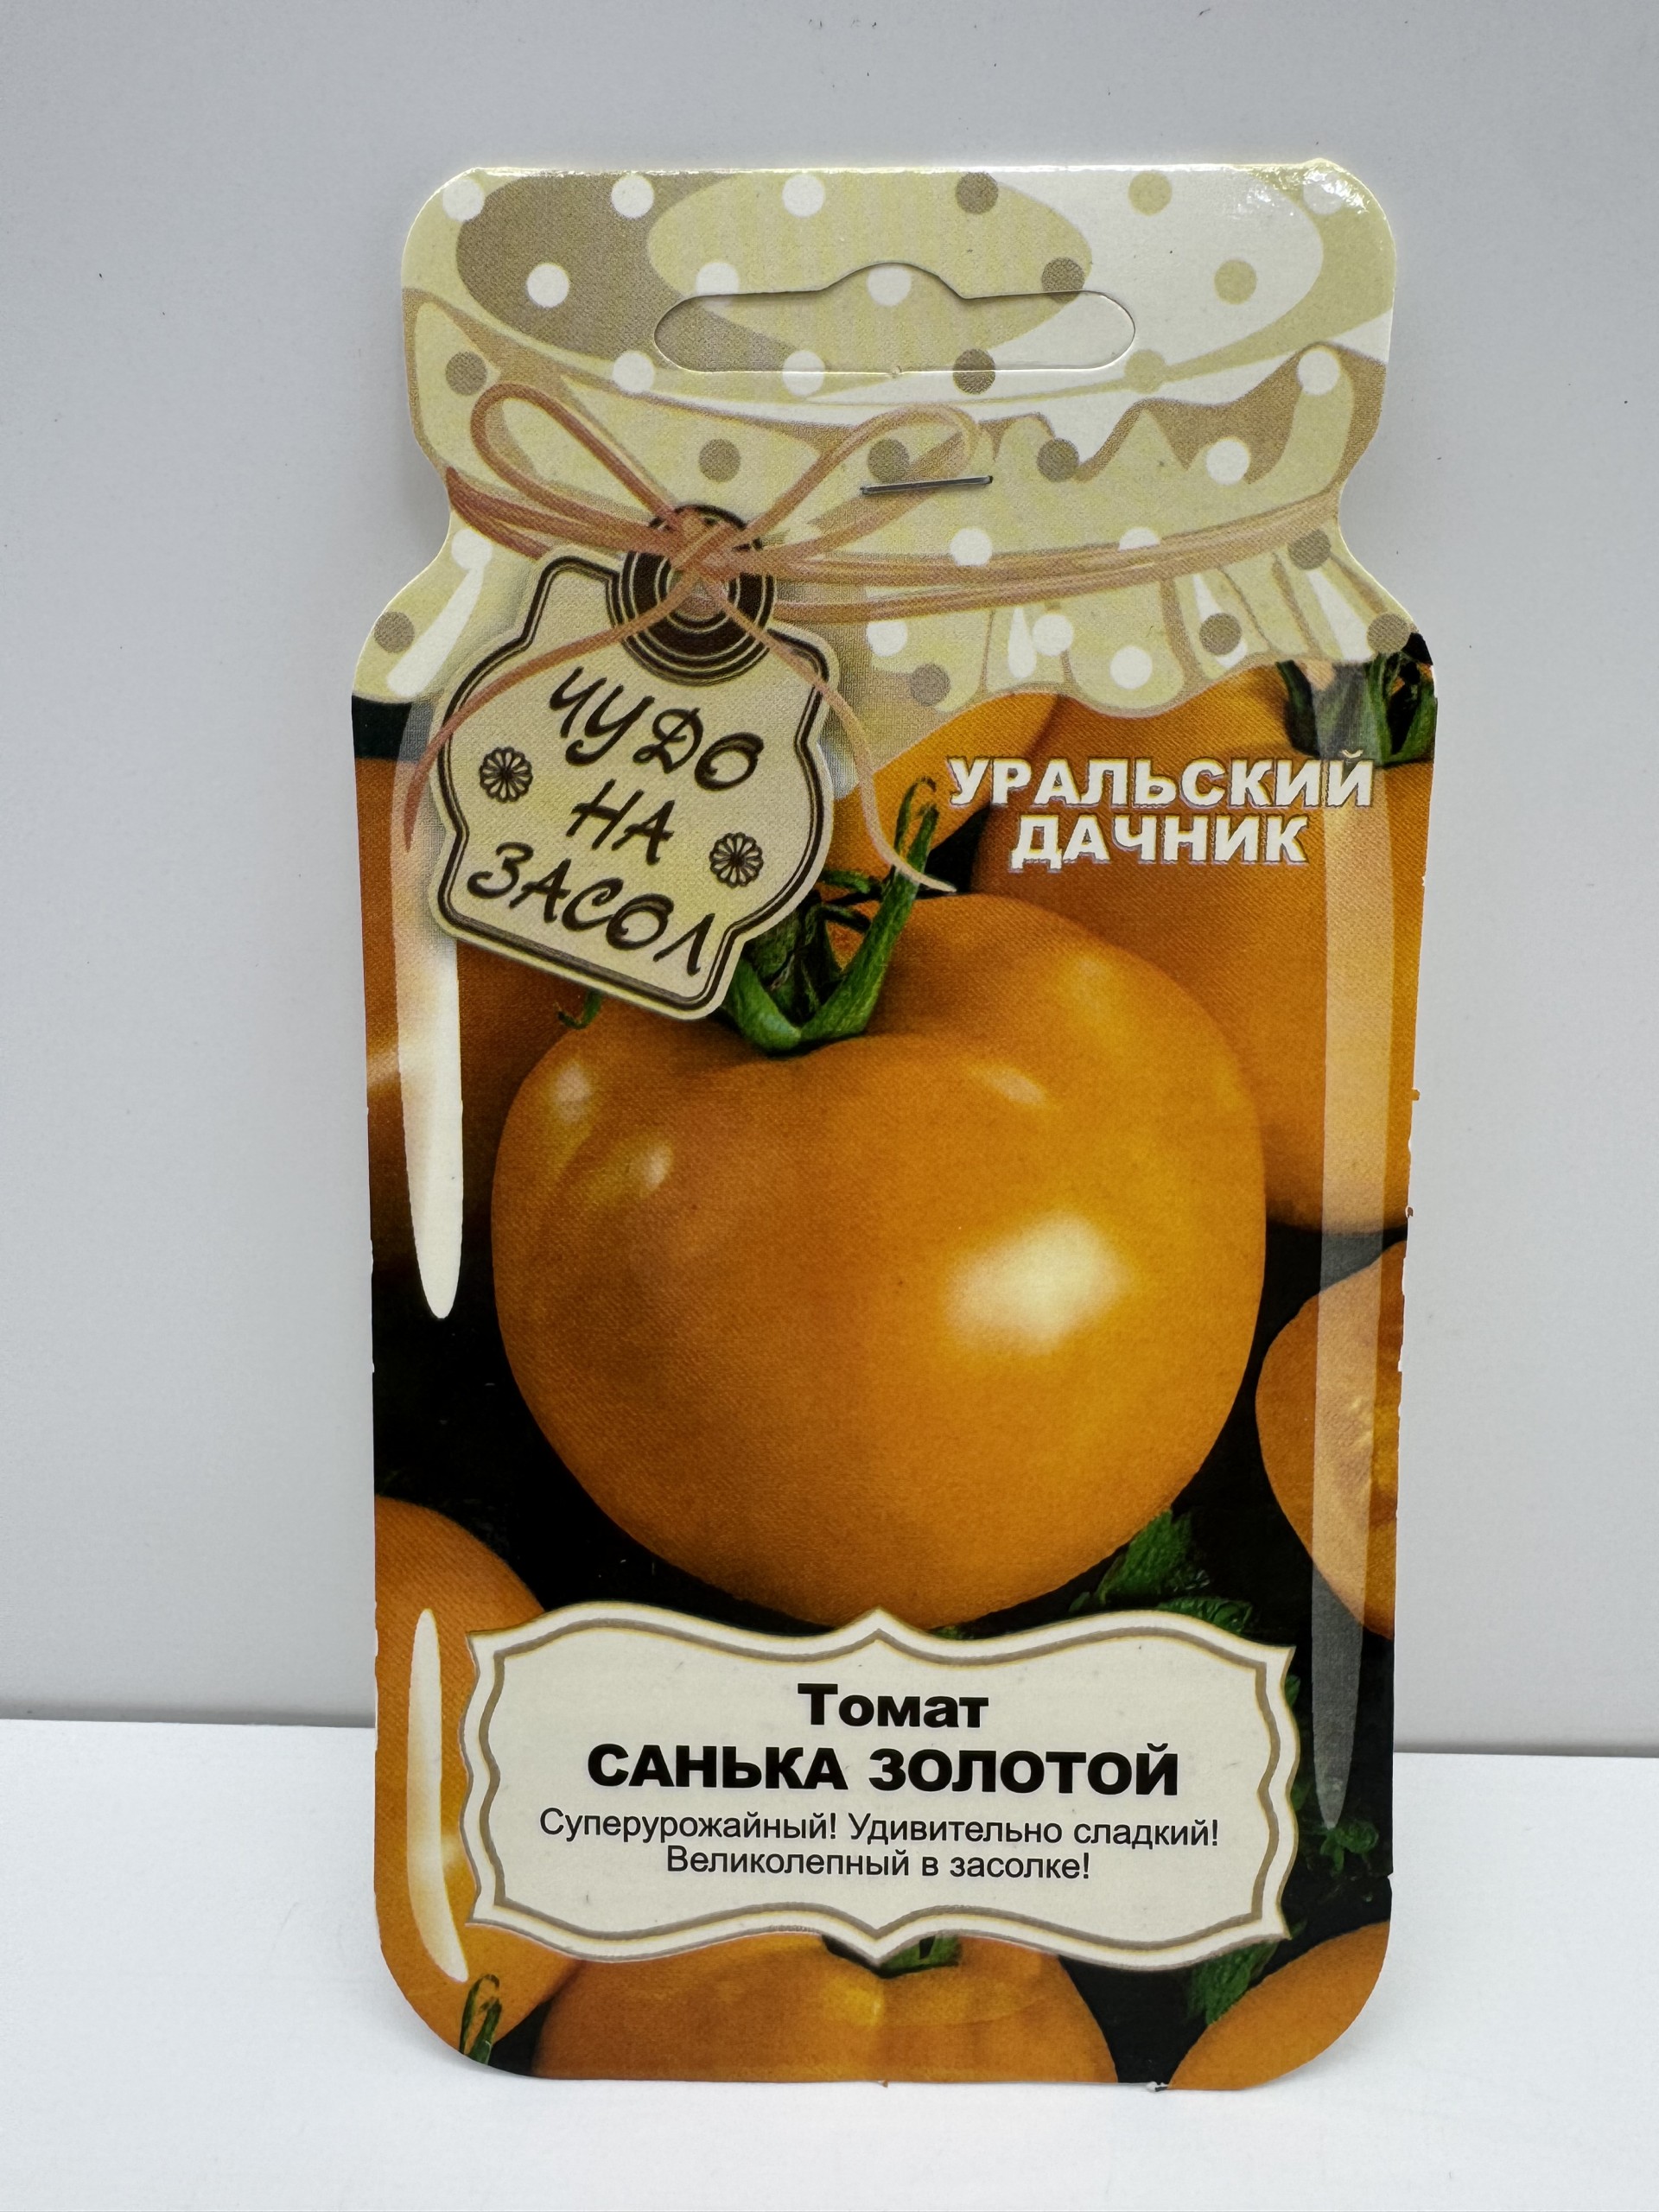 ЧУДО
НА
ЗАСОЛ
УРАЛЬСКИЙ
ДАЧНИК
Томат
САНЬКА ЗОЛОТОЙ
Суперурожайный! Удивительно сладкий!
Великолепный в засолке!